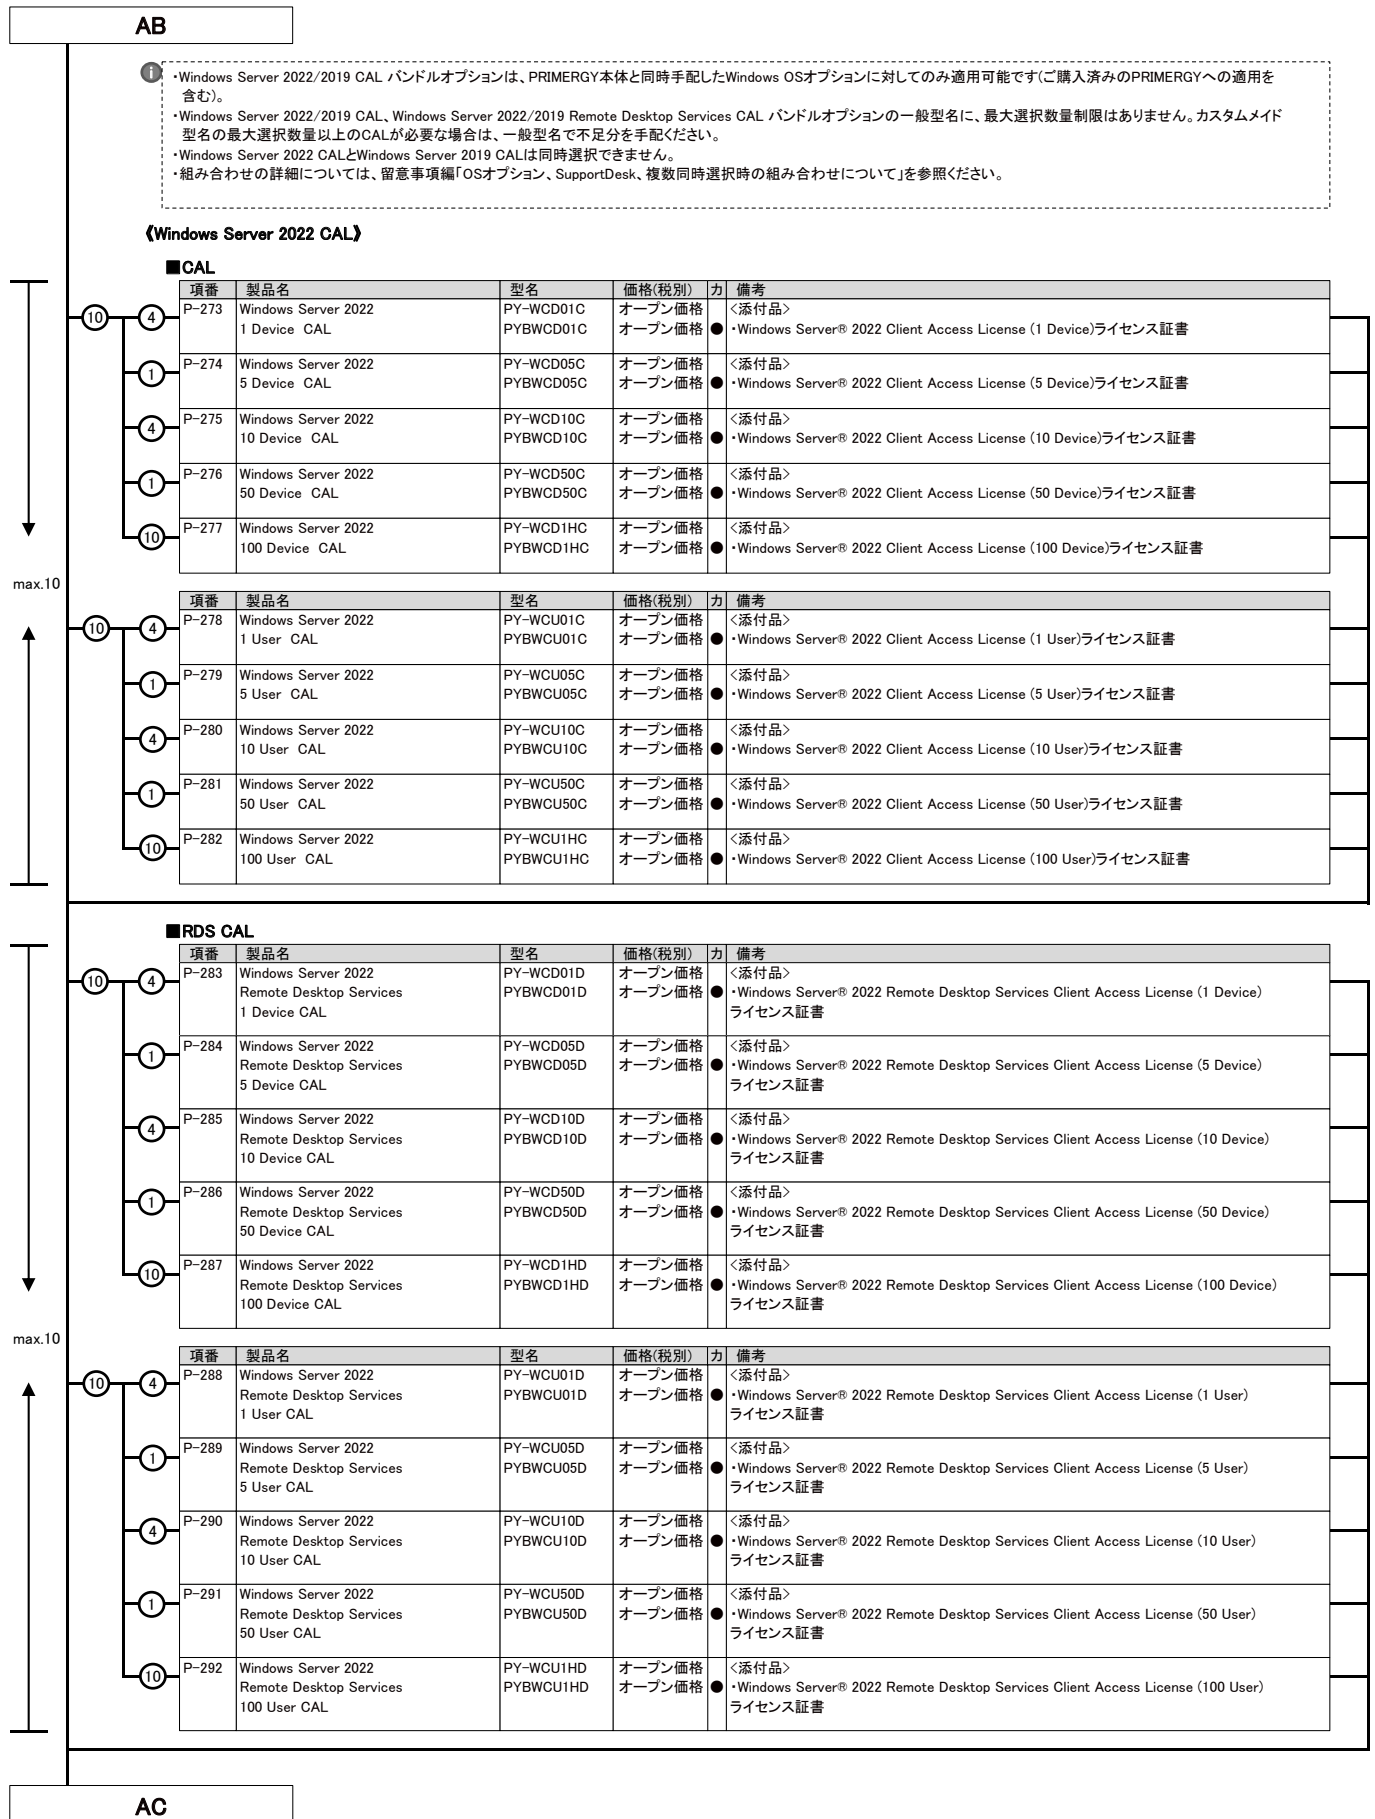 AB
・Windows Server 2022/2019 CAL バンドルオプションは、PRIMERGY本体と同時手配したWindows OSオプションに対してのみ適用可能です(ご購入済みのPRIMERGYへの適用を
含む)。
・Windows Server 2022/2019 CAL、Windows Server 2022/2019 Remote Desktop Services CAL バンドルオプションの一般型名に、最大選択数量制限はありません。カスタムメイド
型名の最大選択数量以上のCALが必要な場合は、一般型名で不足分を手配ください。
・Windows Server 2022 CALとWindows Server 2019 CALは同時選択できません。
・組み合わせの詳細については、留意事項編「OSオプション、SupportDesk、複数同時選択時の組み合わせについて」を参照ください。
《Windows Server 2022 CAL》
■CAL
項番 製品名 型名 価格(税別) カ 備考
10 4 P-273 Windows Server 2022 PY-WCD01C オープン価格 <添付品>
1 Device CAL PYBWCD01C オープン価格 ● ・Windows Server® 2022 Client Access License (1 Device)ライセンス証書
1 P-274 Windows Server 2022 PY-WCD05C オープン価格 <添付品>
5 Device CAL PYBWCD05C オープン価格 ● ・Windows Server® 2022 Client Access License (5 Device)ライセンス証書
4 P-275 Windows Server 2022 PY-WCD10C オープン価格 <添付品>
10 Device CAL PYBWCD10C オープン価格 ● ・Windows Server® 2022 Client Access License (10 Device)ライセンス証書
1 P-276 Windows Server 2022 PY-WCD50C オープン価格 <添付品>
50 Device CAL PYBWCD50C オープン価格 ● ・Windows Server® 2022 Client Access License (50 Device)ライセンス証書
10 P-277 Windows Server 2022 PY-WCD1HC オープン価格 <添付品>
100 Device CAL PYBWCD1HC オープン価格 ● ・Windows Server® 2022 Client Access License (100 Device)ライセンス証書
max.10
項番 製品名 型名 価格(税別) カ 備考
10 4 P-278 Windows Server 2022 PY-WCU01C オープン価格 <添付品>
1 User CAL PYBWCU01C オープン価格 ● ・Windows Server® 2022 Client Access License (1 User)ライセンス証書
1 P-279 Windows Server 2022 PY-WCU05C オープン価格 <添付品>
5 User CAL PYBWCU05C オープン価格 ● ・Windows Server® 2022 Client Access License (5 User)ライセンス証書
4 P-280 Windows Server 2022 PY-WCU10C オープン価格 <添付品>
10 User CAL PYBWCU10C オープン価格 ● ・Windows Server® 2022 Client Access License (10 User)ライセンス証書
1 P-281 Windows Server 2022 PY-WCU50C オープン価格 <添付品>
50 User CAL PYBWCU50C オープン価格 ● ・Windows Server® 2022 Client Access License (50 User)ライセンス証書
10 P-282 Windows Server 2022 PY-WCU1HC オープン価格 <添付品>
100 User CAL PYBWCU1HC オープン価格 ● ・Windows Server® 2022 Client Access License (100 User)ライセンス証書
■RDS CAL
項番 製品名 型名 価格(税別) カ 備考
10 4 P-283 Windows Server 2022 PY-WCD01D オープン価格 <添付品>
Remote Desktop Services PYBWCD01D オープン価格 ● ・Windows Server® 2022 Remote Desktop Services Client Access License (1 Device)
1 Device CAL ライセンス証書
1 P-284 Windows Server 2022 PY-WCD05D オープン価格 <添付品>
Remote Desktop Services PYBWCD05D オープン価格 ● ・Windows Server® 2022 Remote Desktop Services Client Access License (5 Device)
5 Device CAL ライセンス証書
4 P-285 Windows Server 2022 PY-WCD10D オープン価格 <添付品>
Remote Desktop Services PYBWCD10D オープン価格 ● ・Windows Server® 2022 Remote Desktop Services Client Access License (10 Device)
10 Device CAL ライセンス証書
1 P-286 Windows Server 2022 PY-WCD50D オープン価格 <添付品>
Remote Desktop Services PYBWCD50D オープン価格 ● ・Windows Server® 2022 Remote Desktop Services Client Access License (50 Device)
50 Device CAL ライセンス証書
10 P-287 Windows Server 2022 PY-WCD1HD オープン価格 <添付品>
Remote Desktop Services PYBWCD1HD オープン価格 ● ・Windows Server® 2022 Remote Desktop Services Client Access License (100 Device)
100 Device CAL ライセンス証書
max.10
項番 製品名 型名 価格(税別) カ 備考
10 4 P-288 Windows Server 2022 PY-WCU01D オープン価格 <添付品>
Remote Desktop Services PYBWCU01D オープン価格 ● ・Windows Server® 2022 Remote Desktop Services Client Access License (1 User)
1 User CAL ライセンス証書
1 P-289 Windows Server 2022 PY-WCU05D オープン価格 <添付品>
Remote Desktop Services PYBWCU05D オープン価格 ● ・Windows Server® 2022 Remote Desktop Services Client Access License (5 User)
5 User CAL ライセンス証書
4 P-290 Windows Server 2022 PY-WCU10D オープン価格 <添付品>
Remote Desktop Services PYBWCU10D オープン価格 ● ・Windows Server® 2022 Remote Desktop Services Client Access License (10 User)
10 User CAL ライセンス証書
1 P-291 Windows Server 2022 PY-WCU50D オープン価格 <添付品>
Remote Desktop Services PYBWCU50D オープン価格 ● ・Windows Server® 2022 Remote Desktop Services Client Access License (50 User)
50 User CAL ライセンス証書
10 P-292 Windows Server 2022 PY-WCU1HD オープン価格 <添付品>
Remote Desktop Services PYBWCU1HD オープン価格 ● ・Windows Server® 2022 Remote Desktop Services Client Access License (100 User)
100 User CAL ライセンス証書
AC